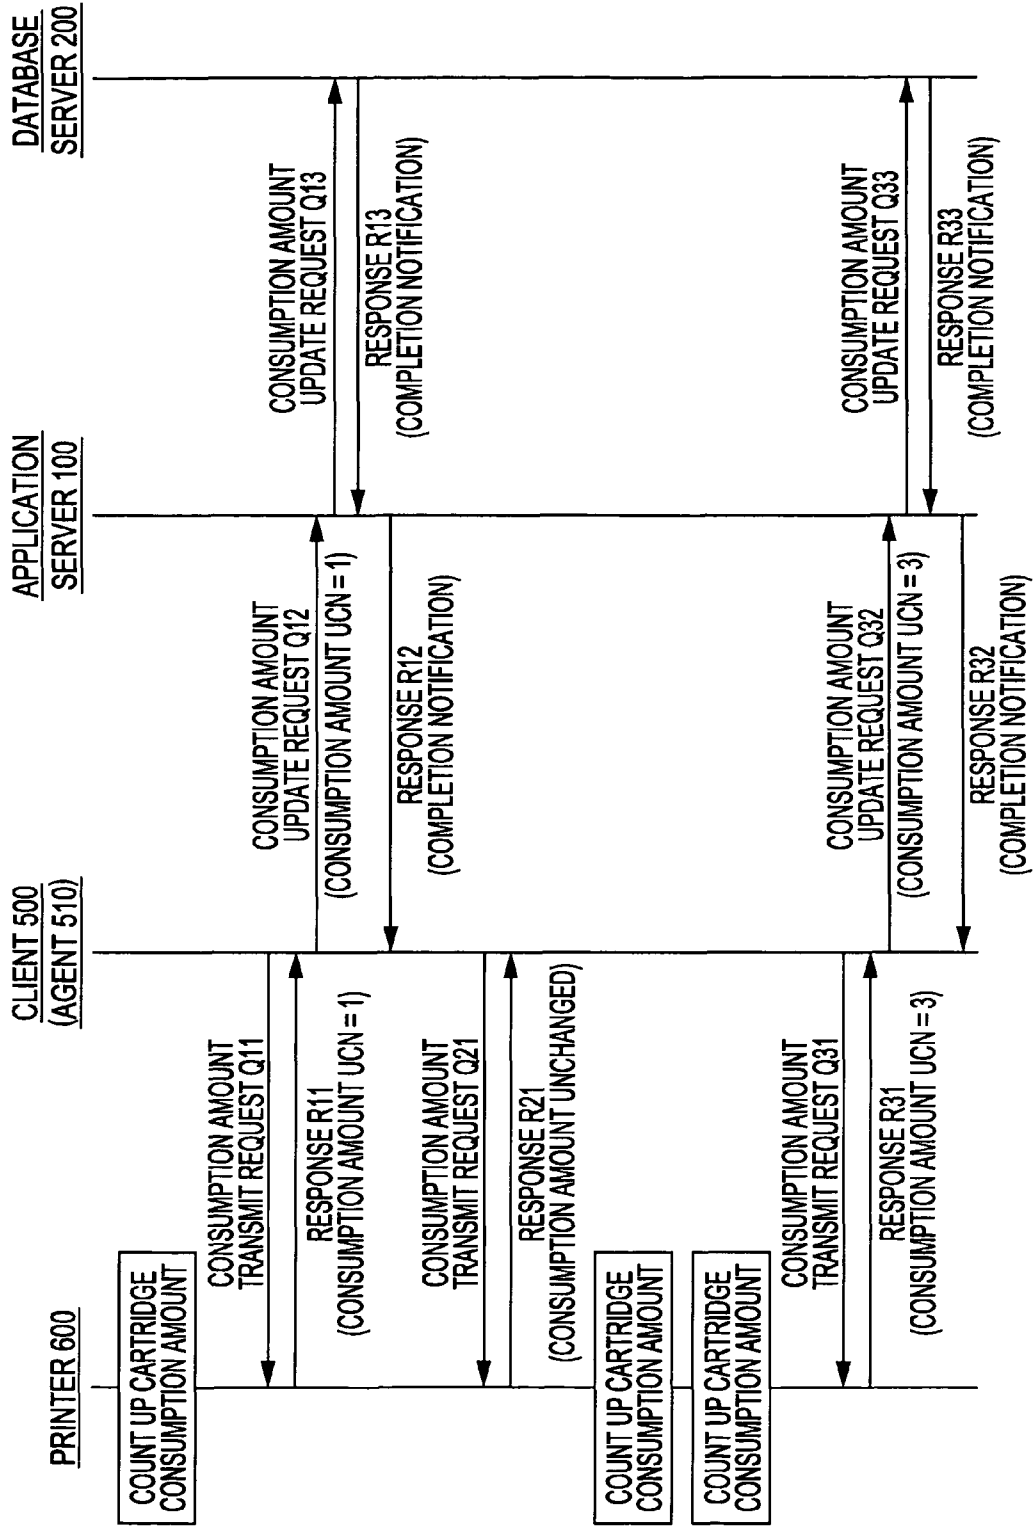 PRINTER 600
CLIENT 500
(AGENT 510)
APPLICATION
SERVER 100
DATABASE
SERVER 200
COUNT UP CARTRIDGE
CONSUMPTION AMOUNT
CONSUMPTION AMOUNT
TRANSMIT REQUEST Q11
RESPONSE R11
(CONSUMPTION AMOUNT UCN = 1)
CONSUMPTION AMOUNT
UPDATE REQUEST Q12
(CONSUMPTION AMOUNT UCN = 1)
CONSUMPTION AMOUNT
UPDATE REQUEST Q13
RESPONSE R13
(COMPLETION NOTIFICATION)
RESPONSE R12
(COMPLETION NOTIFICATION)
CONSUMPTION AMOUNT
TRANSMIT REQUEST Q21
RESPONSE R21
(CONSUMPTION AMOUNT UNCHANGED)
COUNT UP CARTRIDGE
CONSUMPTION AMOUNT
COUNT UP CARTRIDGE
CONSUMPTION AMOUNT
CONSUMPTION AMOUNT
TRANSMIT REQUEST Q31
RESPONSE R31
(CONSUMPTION AMOUNT UCN = 3)
CONSUMPTION AMOUNT
UPDATE REQUEST Q32
(CONSUMPTION AMOUNT UCN = 3)
CONSUMPTION AMOUNT
UPDATE REQUEST Q33
RESPONSE R33
(COMPLETION NOTIFICATION)
RESPONSE R32
(COMPLETION NOTIFICATION)